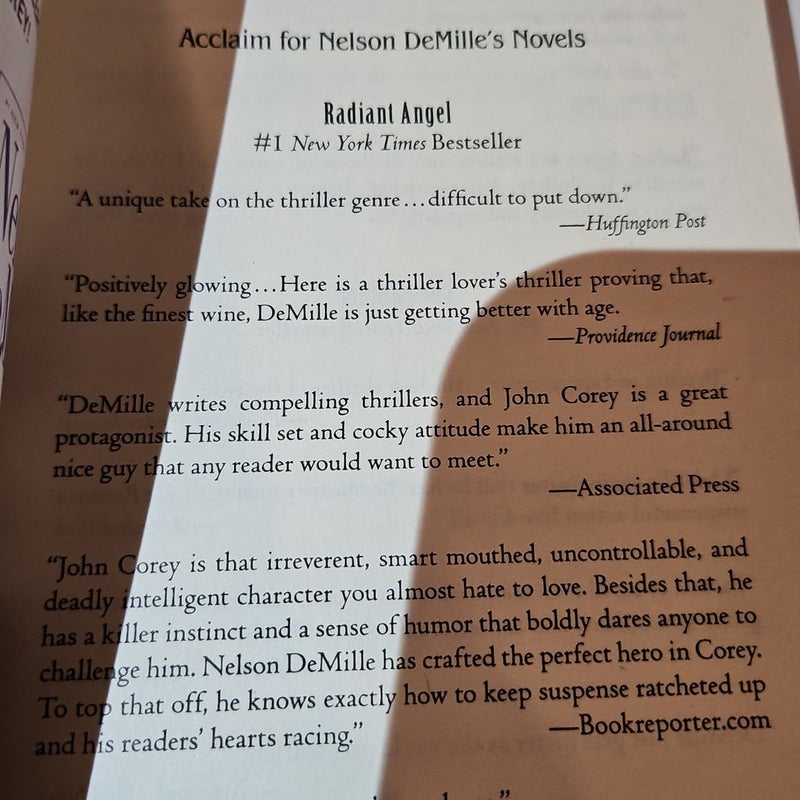 Acclaim for Nelson DeMille's Novels
Radiant Angel
#1 New York Times Bestseller
“A unique take on the thriller genre…difficult to put down.”
—Huffington Post
“Positively glowing…Here is a thriller lover's thriller proving that,
like the finest wine, DeMille is just getting better with age.
—Providence Journal
“DeMille writes compelling thrillers, and John Corey is a great
protagonist. His skill set and cocky attitude make him an all-around
nice guy that any reader would want to meet.”
—Associated Press
“John Corey is that irreverent, smart mouthed, uncontrollable, and
deadly intelligent character you almost hate to love. Besides that, he
has a killer instinct and a sense of humor that boldly dares anyone to
challenge him. Nelson DeMille has crafted the perfect hero in Corey.
To top that off, he knows exactly how to keep suspense ratcheted up
and his readers' hearts racing.” —Bookreporter.com